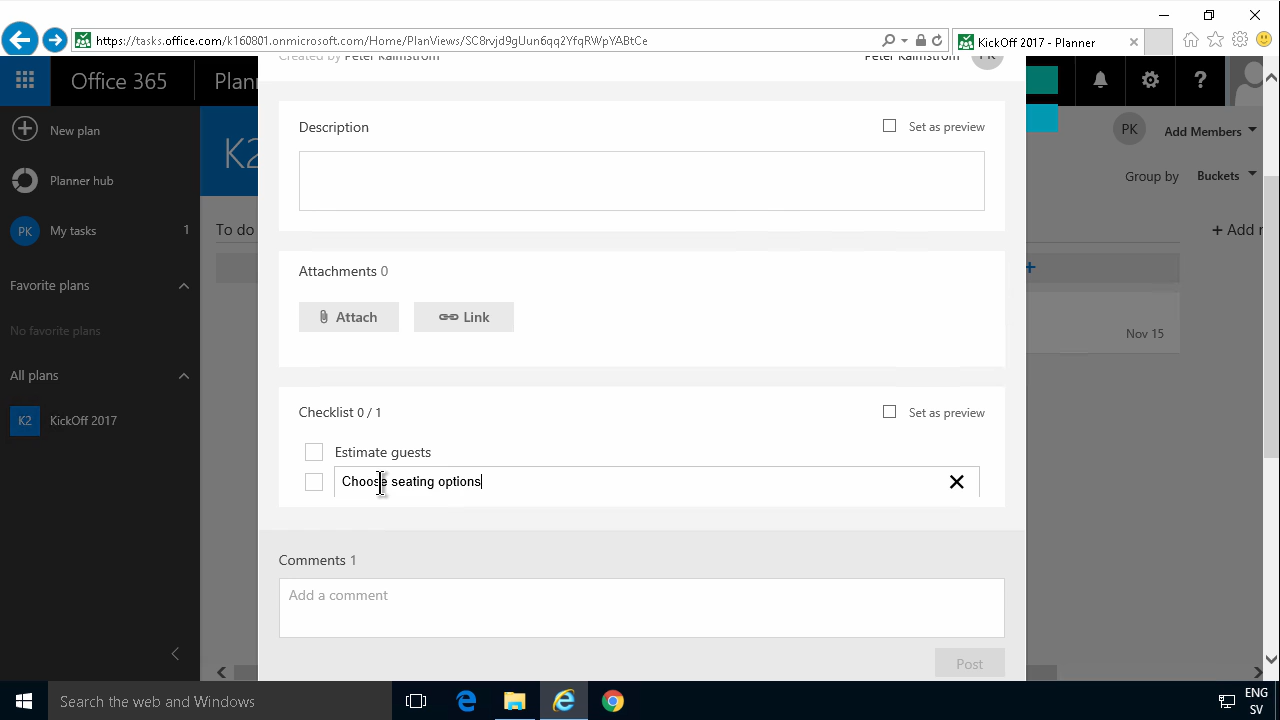 https://tasks.office.com/k160801.onmicrosoft.com/Home/PlanViews/SC8rvjd9gUun6qq2YfqRWpYABtCe
KickOff 2017 - Planner
Office 365
Plann
Created by Peter Kalmstrom
Peter Kalmstrom
PK
New plan
Planner hub
PK My tasks 1
Favorite plans
No favorite plans
All plans
K2 KickOff 2017
K2
PK Add Members
Group by Buckets
To do
+ Add n
Nov 15
Description
Set as preview
Attachments 0
Attach
Link
Checklist 0 / 1
Set as preview
Estimate guests
Choose seating options
Comments 1
Add a comment
Post
Search the web and Windows
ENG
SV